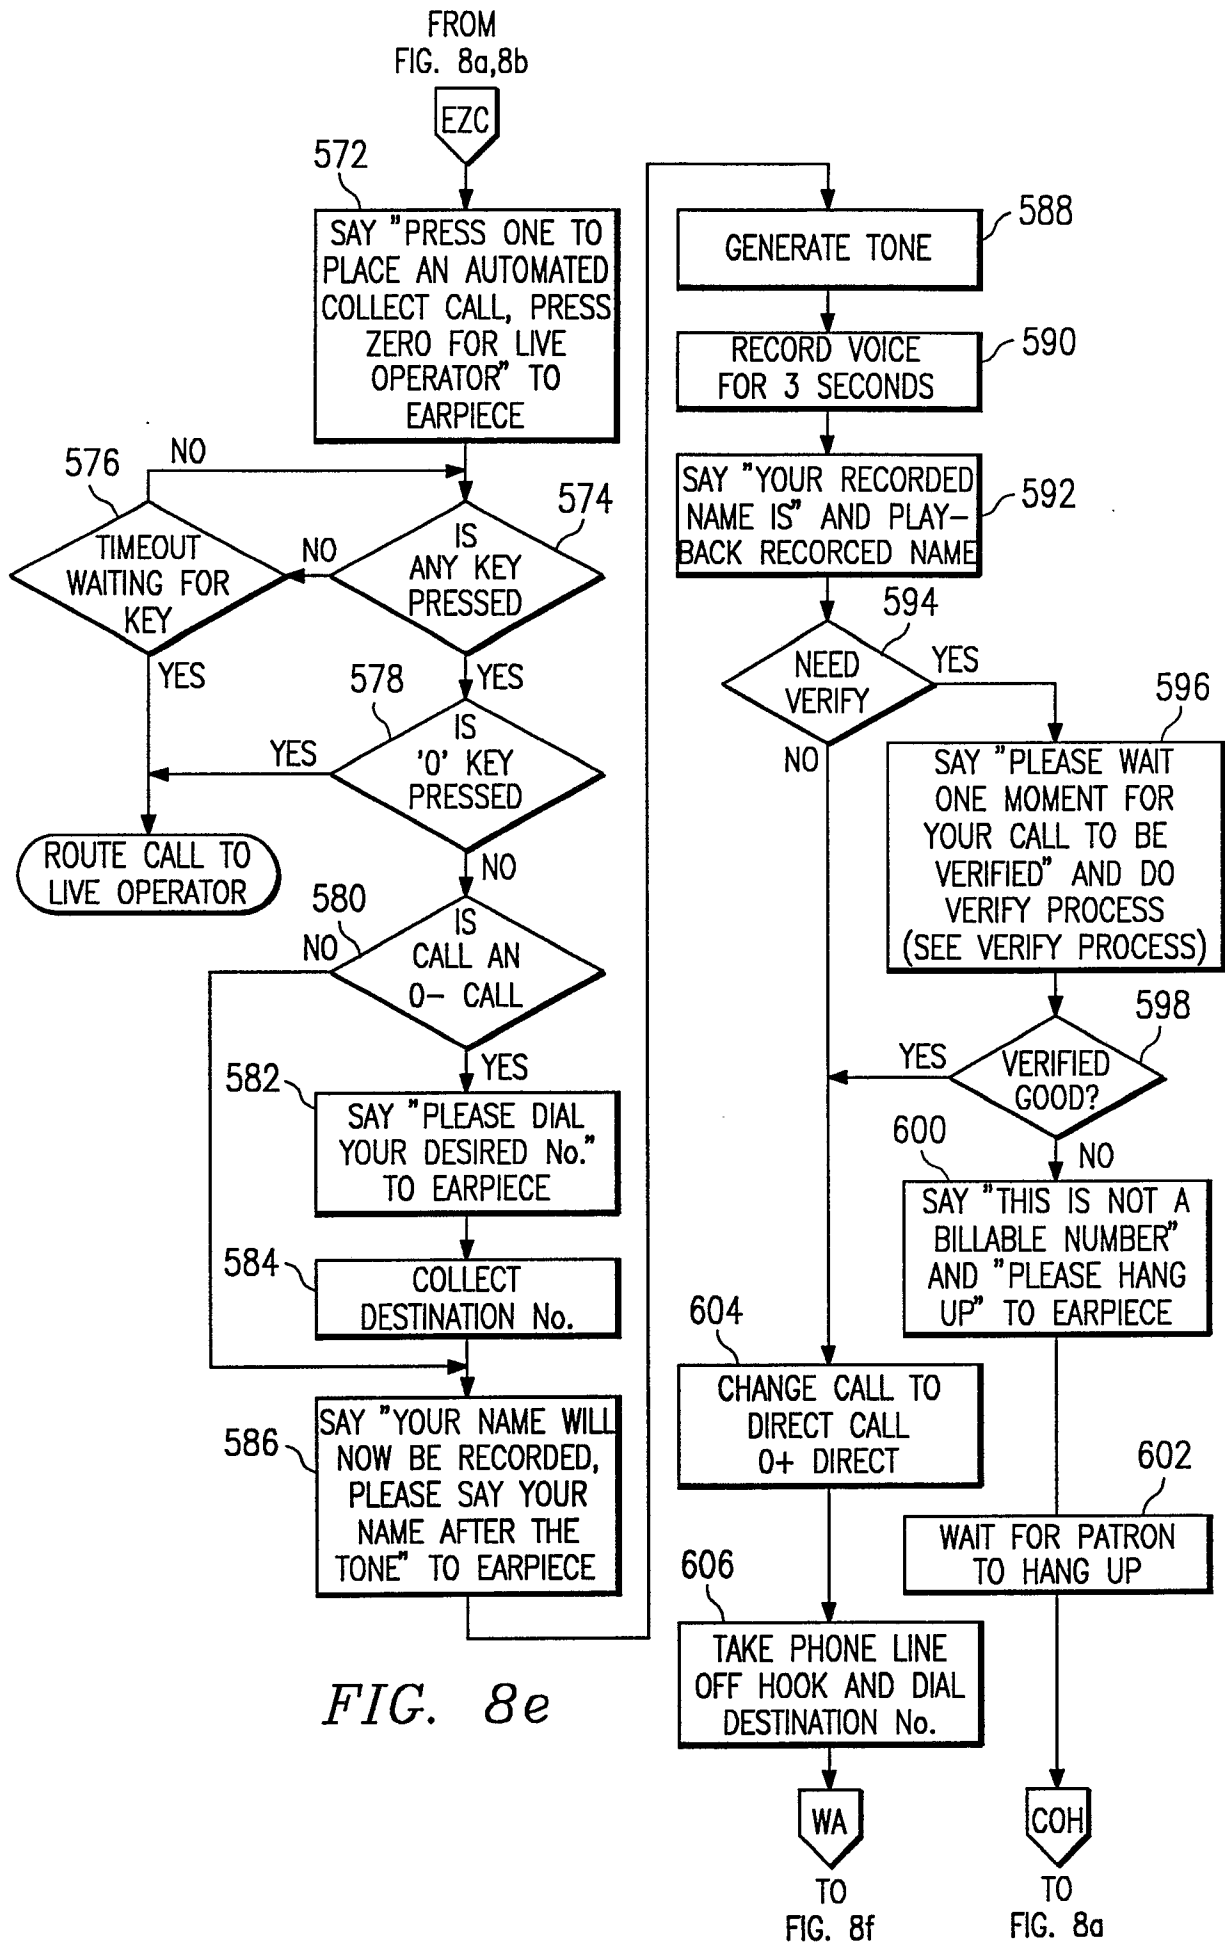 FROM
FIG. 8a,8b
EZC
572
SAY "PRESS ONE TO
PLACE AN AUTOMATED
COLLECT CALL, PRESS
ZERO FOR LIVE
OPERATOR" TO
EARPIECE
576
NO
TIMEOUT
WAITING FOR
KEY
NO
574
IS
ANY KEY
PRESSED
YES
YES
578
IS
'0' KEY
PRESSED
YES
NO
ROUTE CALL TO
LIVE OPERATOR
580
NO
IS
CALL AN
0- CALL
YES
582
SAY "PLEASE DIAL
YOUR DESIRED No."
TO EARPIECE
584
COLLECT
DESTINATION No.
586
SAY "YOUR NAME WILL
NOW BE RECORDED,
PLEASE SAY YOUR
NAME AFTER THE
TONE" TO EARPIECE
588
GENERATE TONE
590
RECORD VOICE
FOR 3 SECONDS
592
SAY "YOUR RECORDED
NAME IS" AND PLAY-
BACK RECORCED NAME
594
NEED
VERIFY
YES
NO
596
SAY "PLEASE WAIT
ONE MOMENT FOR
YOUR CALL TO BE
VERIFIED" AND DO
VERIFY PROCESS
(SEE VERIFY PROCESS)
598
VERIFIED
GOOD?
YES
NO
600
SAY "THIS IS NOT A
BILLABLE NUMBER"
AND "PLEASE HANG
UP" TO EARPIECE
604
CHANGE CALL TO
DIRECT CALL
0+ DIRECT
602
WAIT FOR PATRON
TO HANG UP
606
TAKE PHONE LINE
OFF HOOK AND DIAL
DESTINATION No.
WA
TO
FIG. 8f
COH
TO
FIG. 8a
FIG. 8e